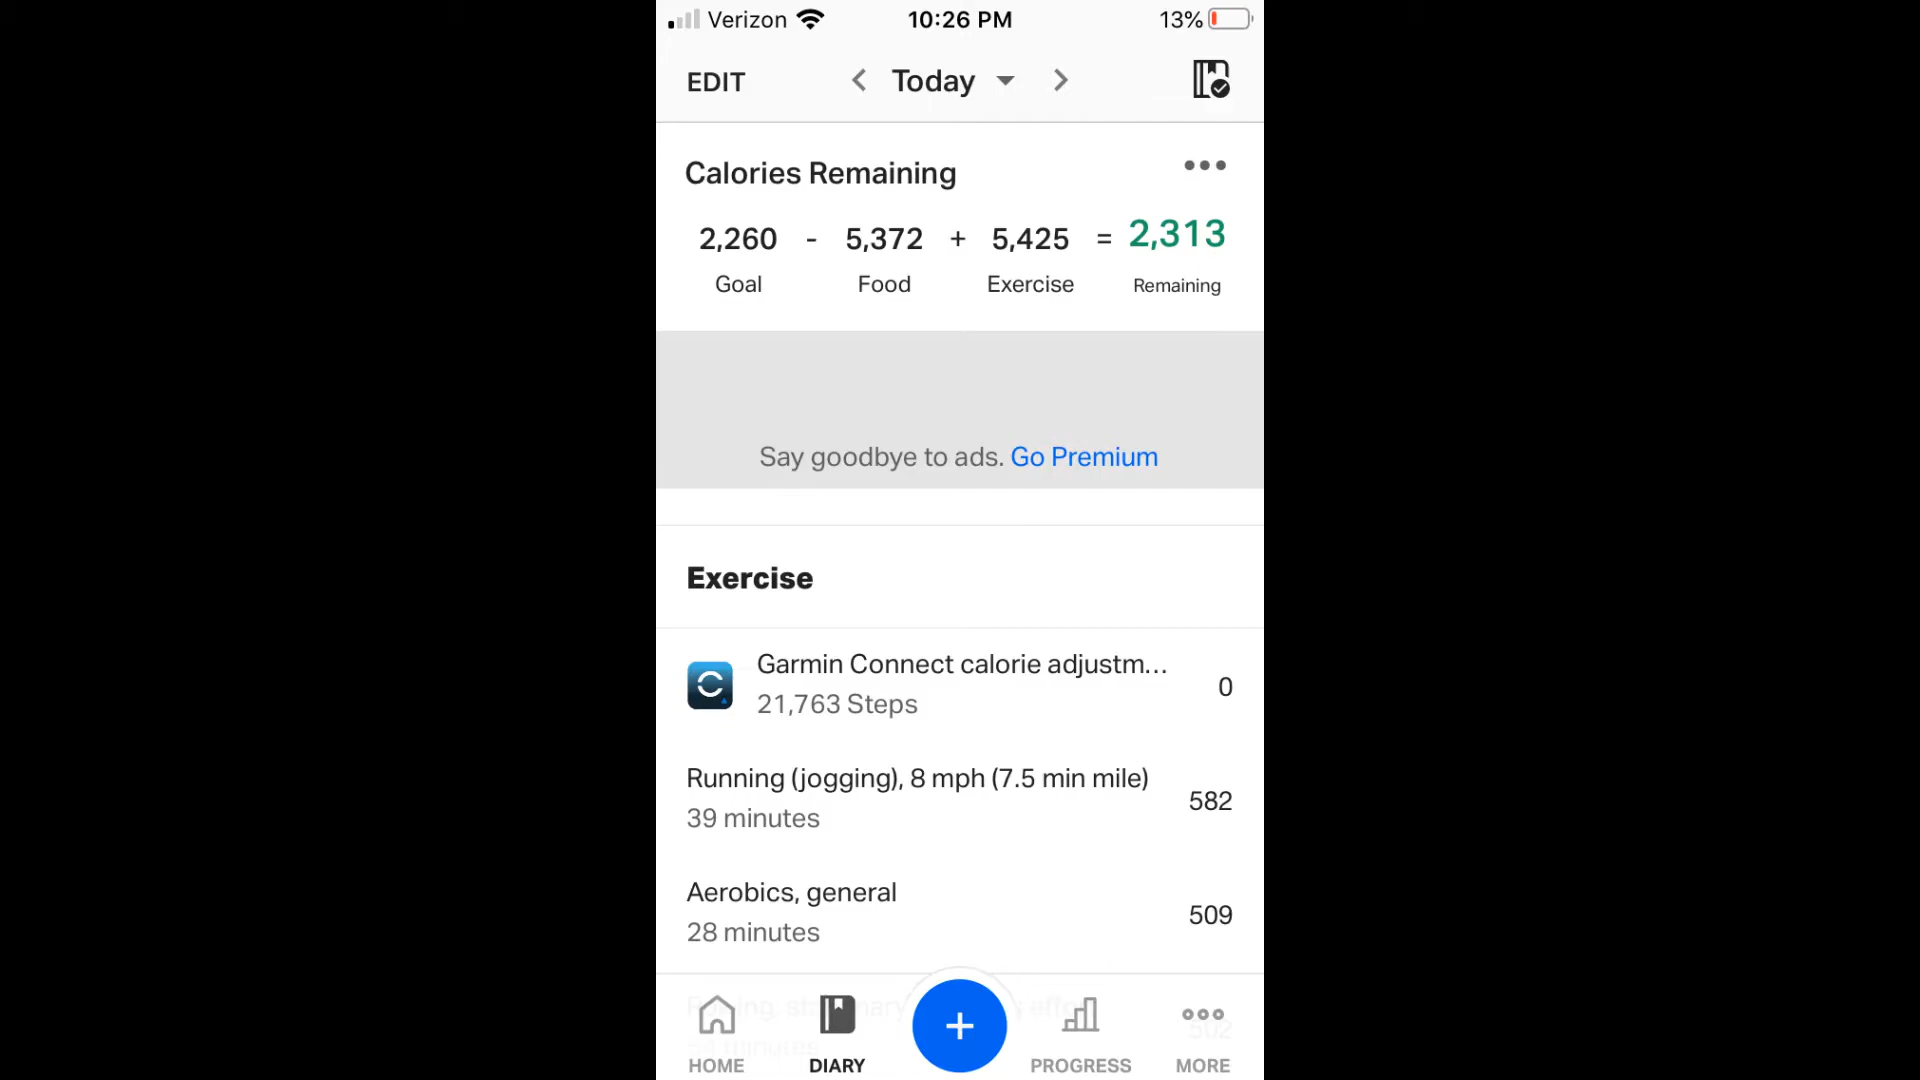 Verizon 10:26 PM 13%
EDIT Today
Calories Remaining
2,260 - 5,372 + 5,425 = 2,313
Goal Food Exercise Remaining
Say goodbye to ads. Go Premium
Exercise
Garmin Connect calorie adjustm...
21,763 Steps
0
Running (jogging), 8 mph (7.5 min mile)
39 minutes
582
Aerobics, general
28 minutes
509
502
minutes
HOME DIARY + PROGRESS MORE